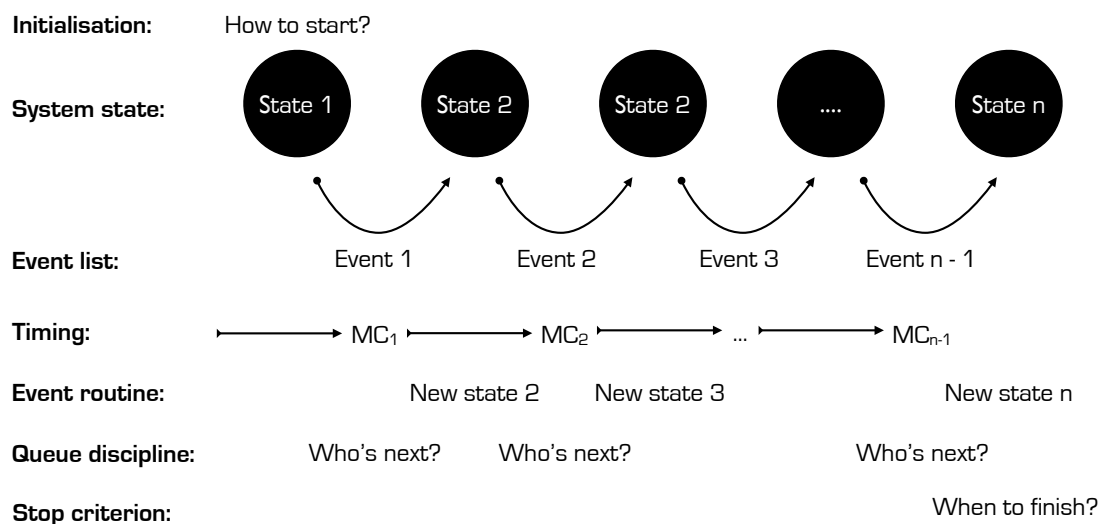 Initialisation: How to start?
System state: State 1 State 2 State 2 .... State n
Event list: Event 1 Event 2 Event 3 Event n - 1
Timing: MC₁ MC₂ ... MCₙ₋₁
Event routine: New state 2 New state 3 New state n
Queue discipline: Who's next? Who's next? Who's next?
Stop criterion: When to finish?